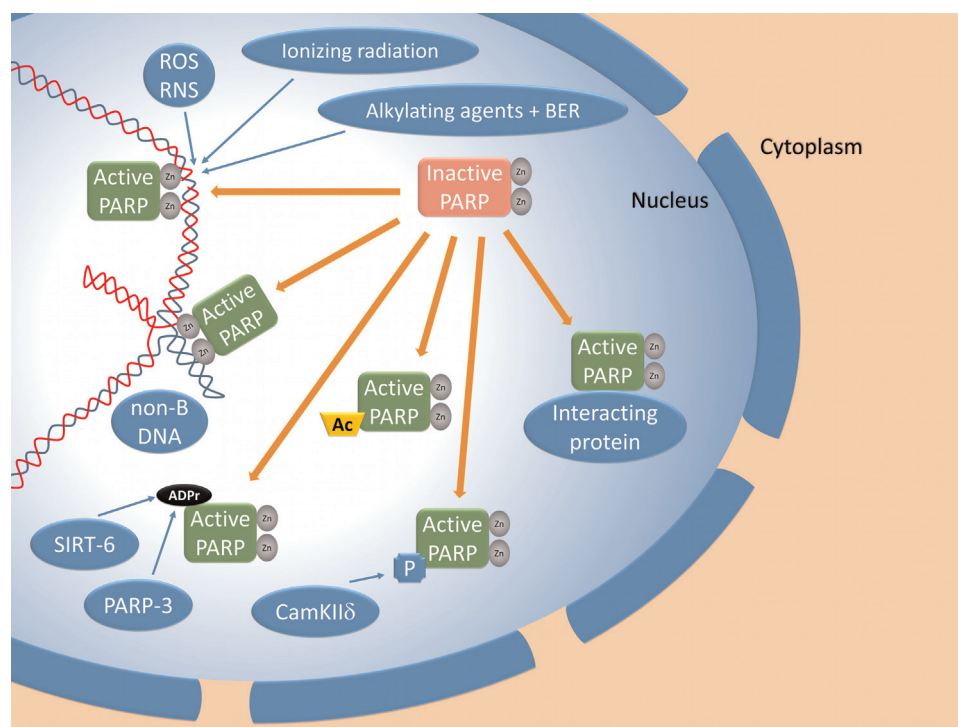 ROS
RNS
Ionizing radiation
Alkylating agents + BER
Cytoplasm
Nucleus
Active
PARP
Zn
Zn
Inactive
PARP
Zn
Zn
Active
PARP
Zn
Zn
non-B
DNA
Active
PARP
Zn
Zn
Ac
Active
PARP
Zn
Zn
Interacting
protein
ADPr
Active
PARP
Zn
Zn
SIRT-6
PARP-3
Active
PARP
Zn
Zn
P
CamKIIδ